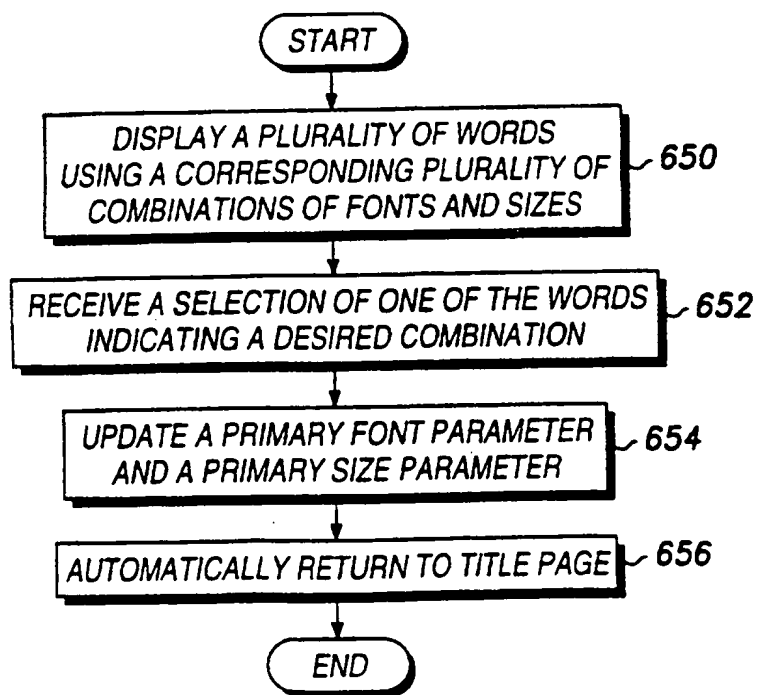 START
DISPLAY A PLURALITY OF WORDS
USING A CORRESPONDING PLURALITY OF
COMBINATIONS OF FONTS AND SIZES
650
RECEIVE A SELECTION OF ONE OF THE WORDS
INDICATING A DESIRED COMBINATION
652
UPDATE A PRIMARY FONT PARAMETER
AND A PRIMARY SIZE PARAMETER
654
AUTOMATICALLY RETURN TO TITLE PAGE
656
END